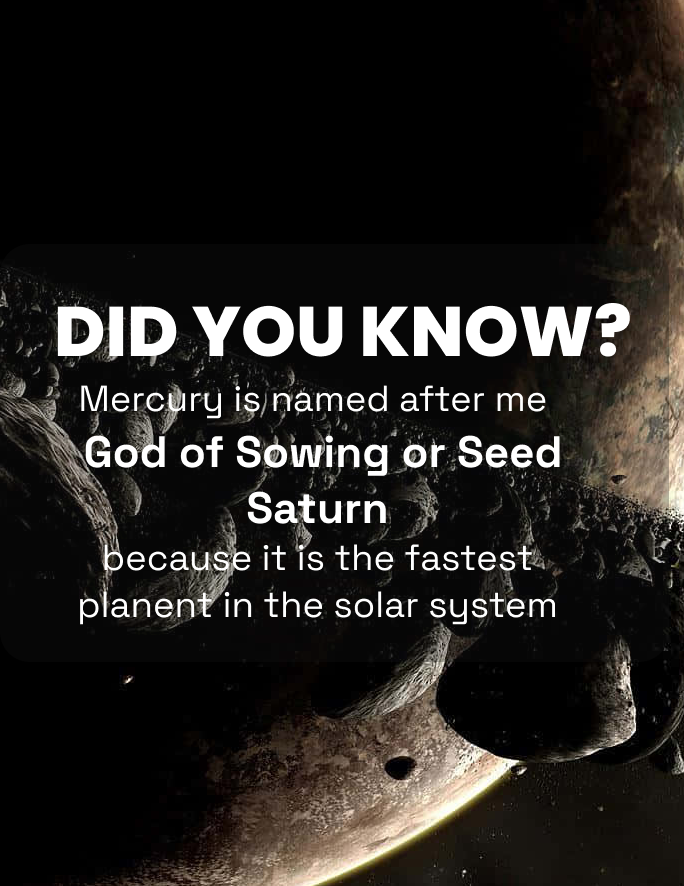 DID YOU KNOW?
Mercury is named after me
God of Sowing or Seed
Saturn
because it is the fastest
planent in the solar system